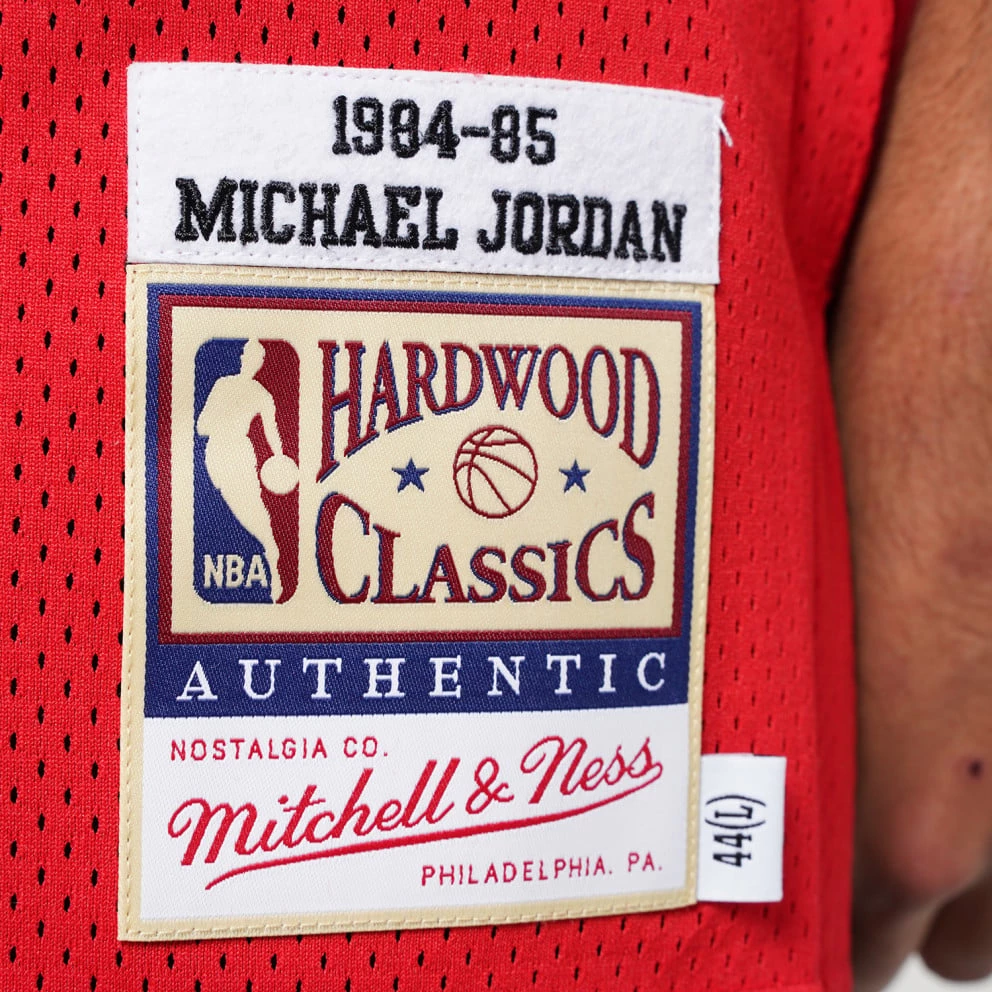 1984-85
MICHAEL JORDAN
HARDWOOD
CLASSICS
NBA
AUTHENTIC
NOSTALGIA CO.
Mitchell & Ness
PHILADELPHIA. PA.
44(L)